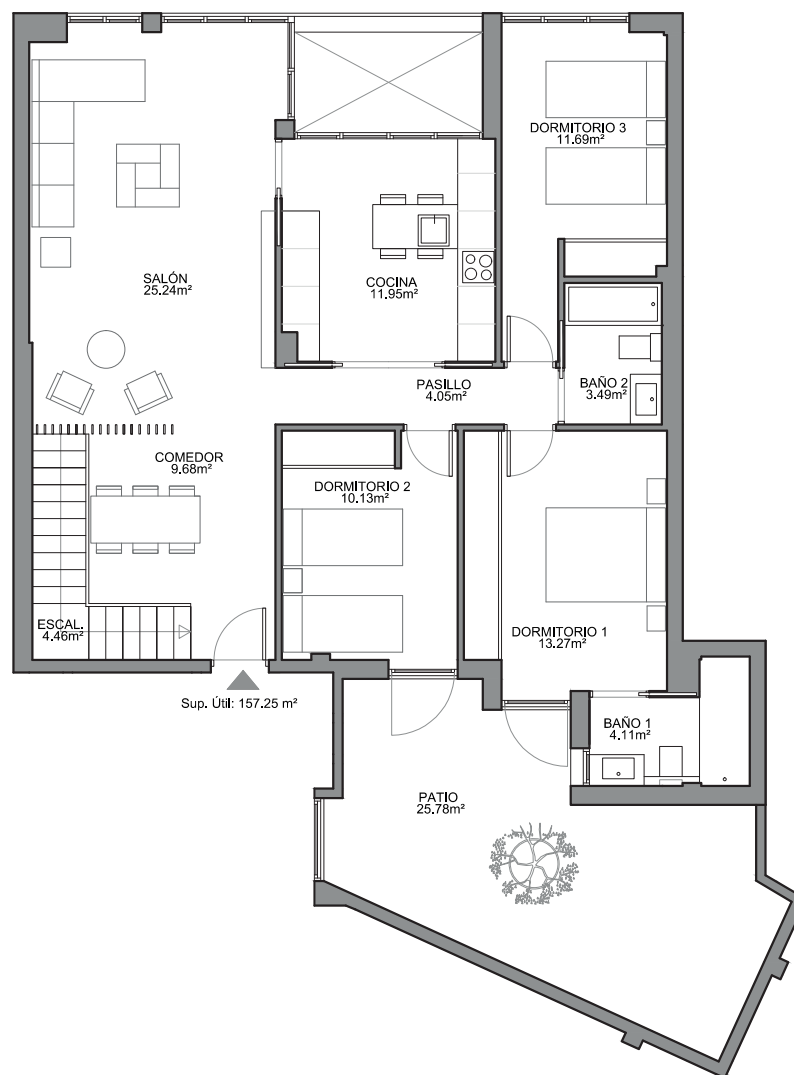 DORMITORIO 3
11.69m²
SALÓN
25.24m²
COCINA
11.95m²
PASILLO
4.05m²
BAÑO 2
3.49m²
COMEDOR
9.68m²
DORMITORIO 2
10.13m²
ESCAL.
4.46m²
DORMITORIO 1
13.27m²
Sup. Útil: 157.25 m²
BAÑO 1
4.11m²
PATIO
25.78m²